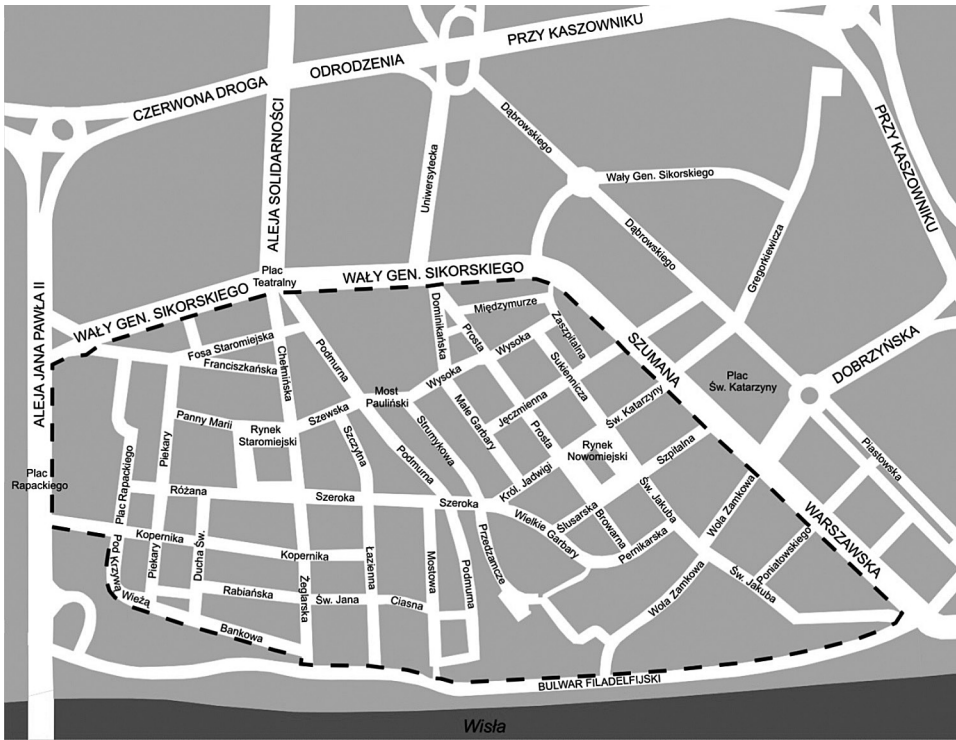 PRZY KASZOWNIKU
ODRODZENIA
CZERWONA DROGA
ALEJA SOLIDARNOŚCI
Uniwersytecka
Dąbrowskiego
PRZY KASZOWNIKU
Wały Gen. Sikorskiego
Dąbrowskiego
Gregorkiewicza
ALEJA JANA PAWŁA II
WAŁY GEN. SIKORSKIEGO
Plac
Teatralny
WAŁY GEN. SIKORSKIEGO
Międzymurze
Dominikańska
Prosta
Zaszpitalna
Wysoka
SZUMANA
DOBRZYŃSKA
Fosa Staromiejska
Franciszkańska
Chełmińska
Podmurna
Most
Pauliński
Wysoka
Sukiennicza
Plac
Św. Katarzyny
Panny Marii
Rynek
Staromiejski
Szewska
Szczytna
Strumykowa
Małe Garbary
Jęczmienna
Św. Katarzyny
Prosta
Rynek
Nowomiejski
Szpitalna
Piastowska
Plac
Rapackiego
Plac Rapackiego
Piekary
Podmurna
Król. Jadwigi
Różana
Szeroka
Szeroka
Wielkie Garbary
Ślusarska
Browarna
Św. Jakuba
Wola Zamkowa
WARSZAWSKA
Kopernika
Kopernika
Pod Krzywą
Wieżą
Piekary
Ducha Św.
Łazienna
Mostowa
Podmurna
Przedzamcze
Pernikarska
Poniatowskiego
Św. Jakuba
Wola Zamkowa
Rabiańska
Żeglarska
Św. Jana
Ciasna
Bankowa
BULWAR FILADELFIJSKI
Wisła